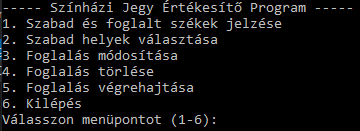 ----- Színházi Jegy Értékesítő Program -----
1. Szabad és foglalt székek jelzése
2. Szabad helyek választása
3. Foglalás módosítása
4. Foglalás törlése
5. Foglalás végrehajtása
6. Kilépés
Válasszon menüpontot (1-6):